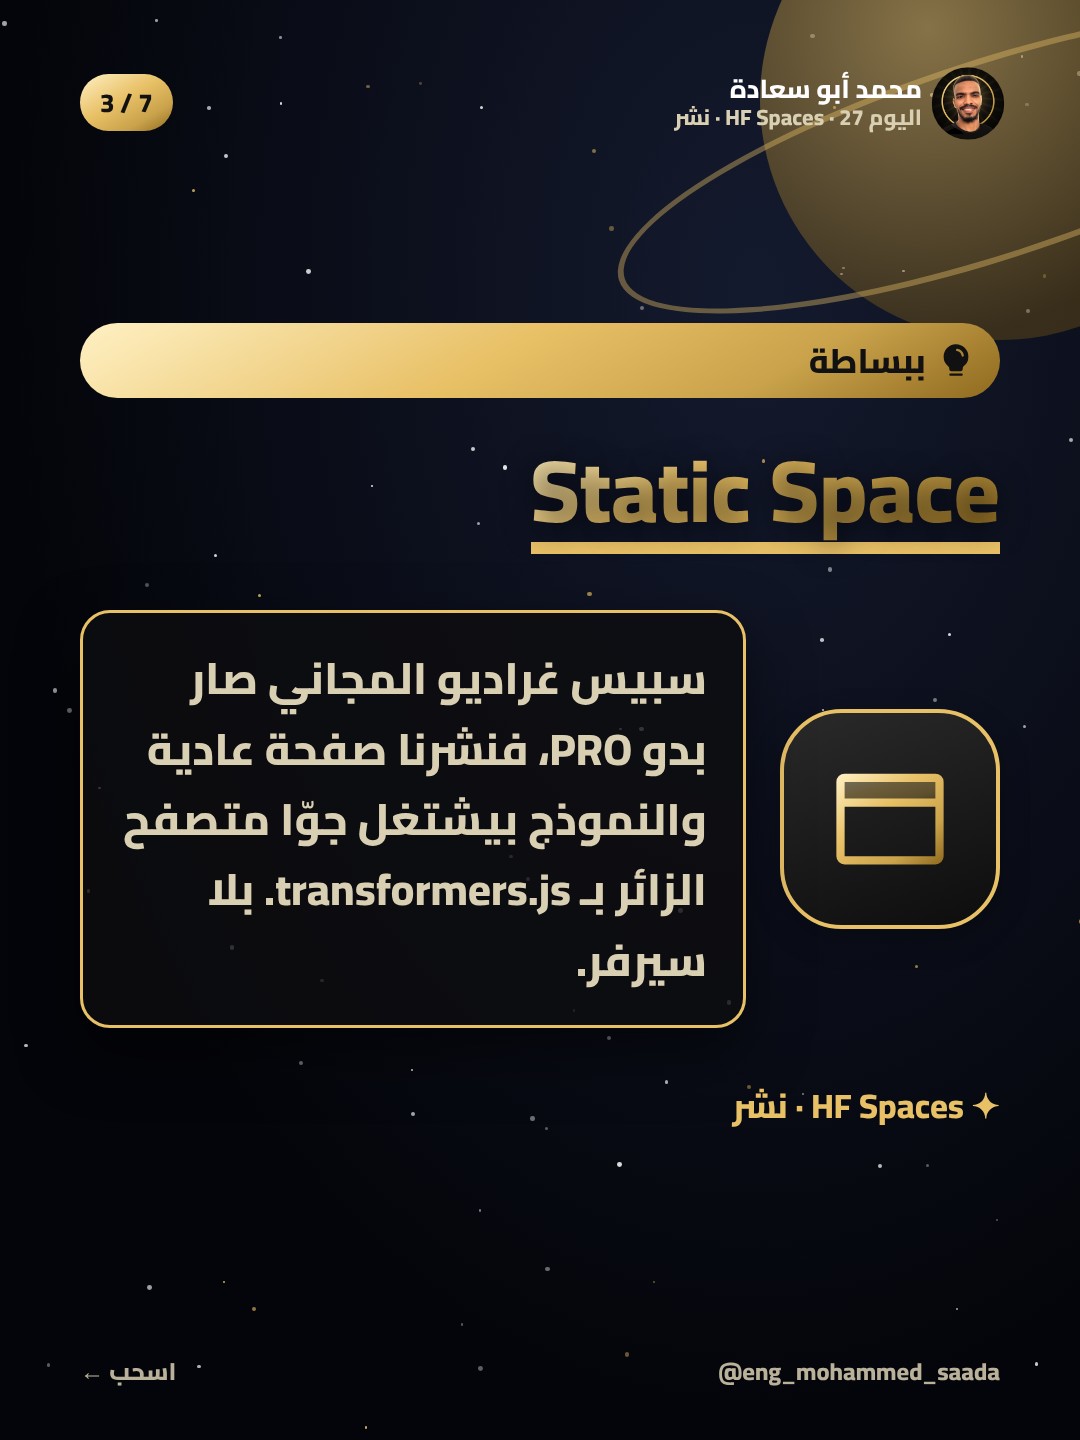 محمد أبو سعادة
اليوم 27 · HF Spaces · نشر
3 / 7
ببساطة
Static Space
سبيس غراديو المجاني صار
بدو PRO، فنشرنا صفحة عادية
والنموذج بيشتغل جوّا متصفح
الزائر بـ transformers.js. بلا
سيرفر.
✦ HF Spaces · نشر
@eng_mohammed_saada
اسحب ←